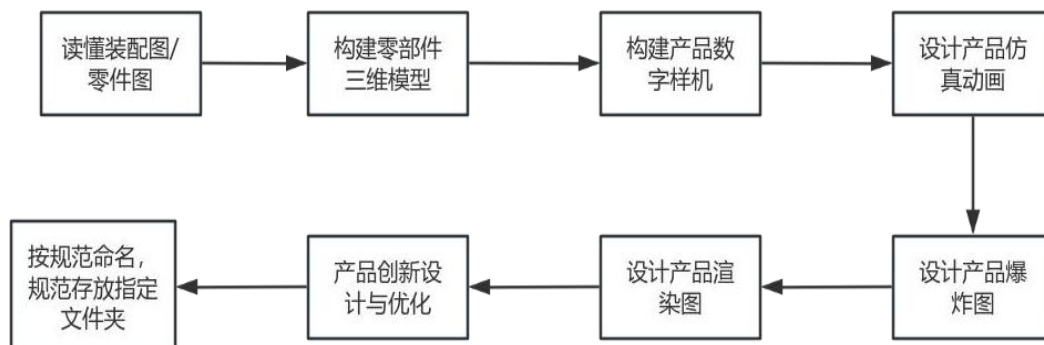 读懂装配图/
零件图
构建零部件
三维模型
构建产品数
字样机
设计产品仿
真动画
设计产品爆
炸图
设计产品渲
染图
产品创新设
计与优化
按规范命名，
规范存放指定
文件夹